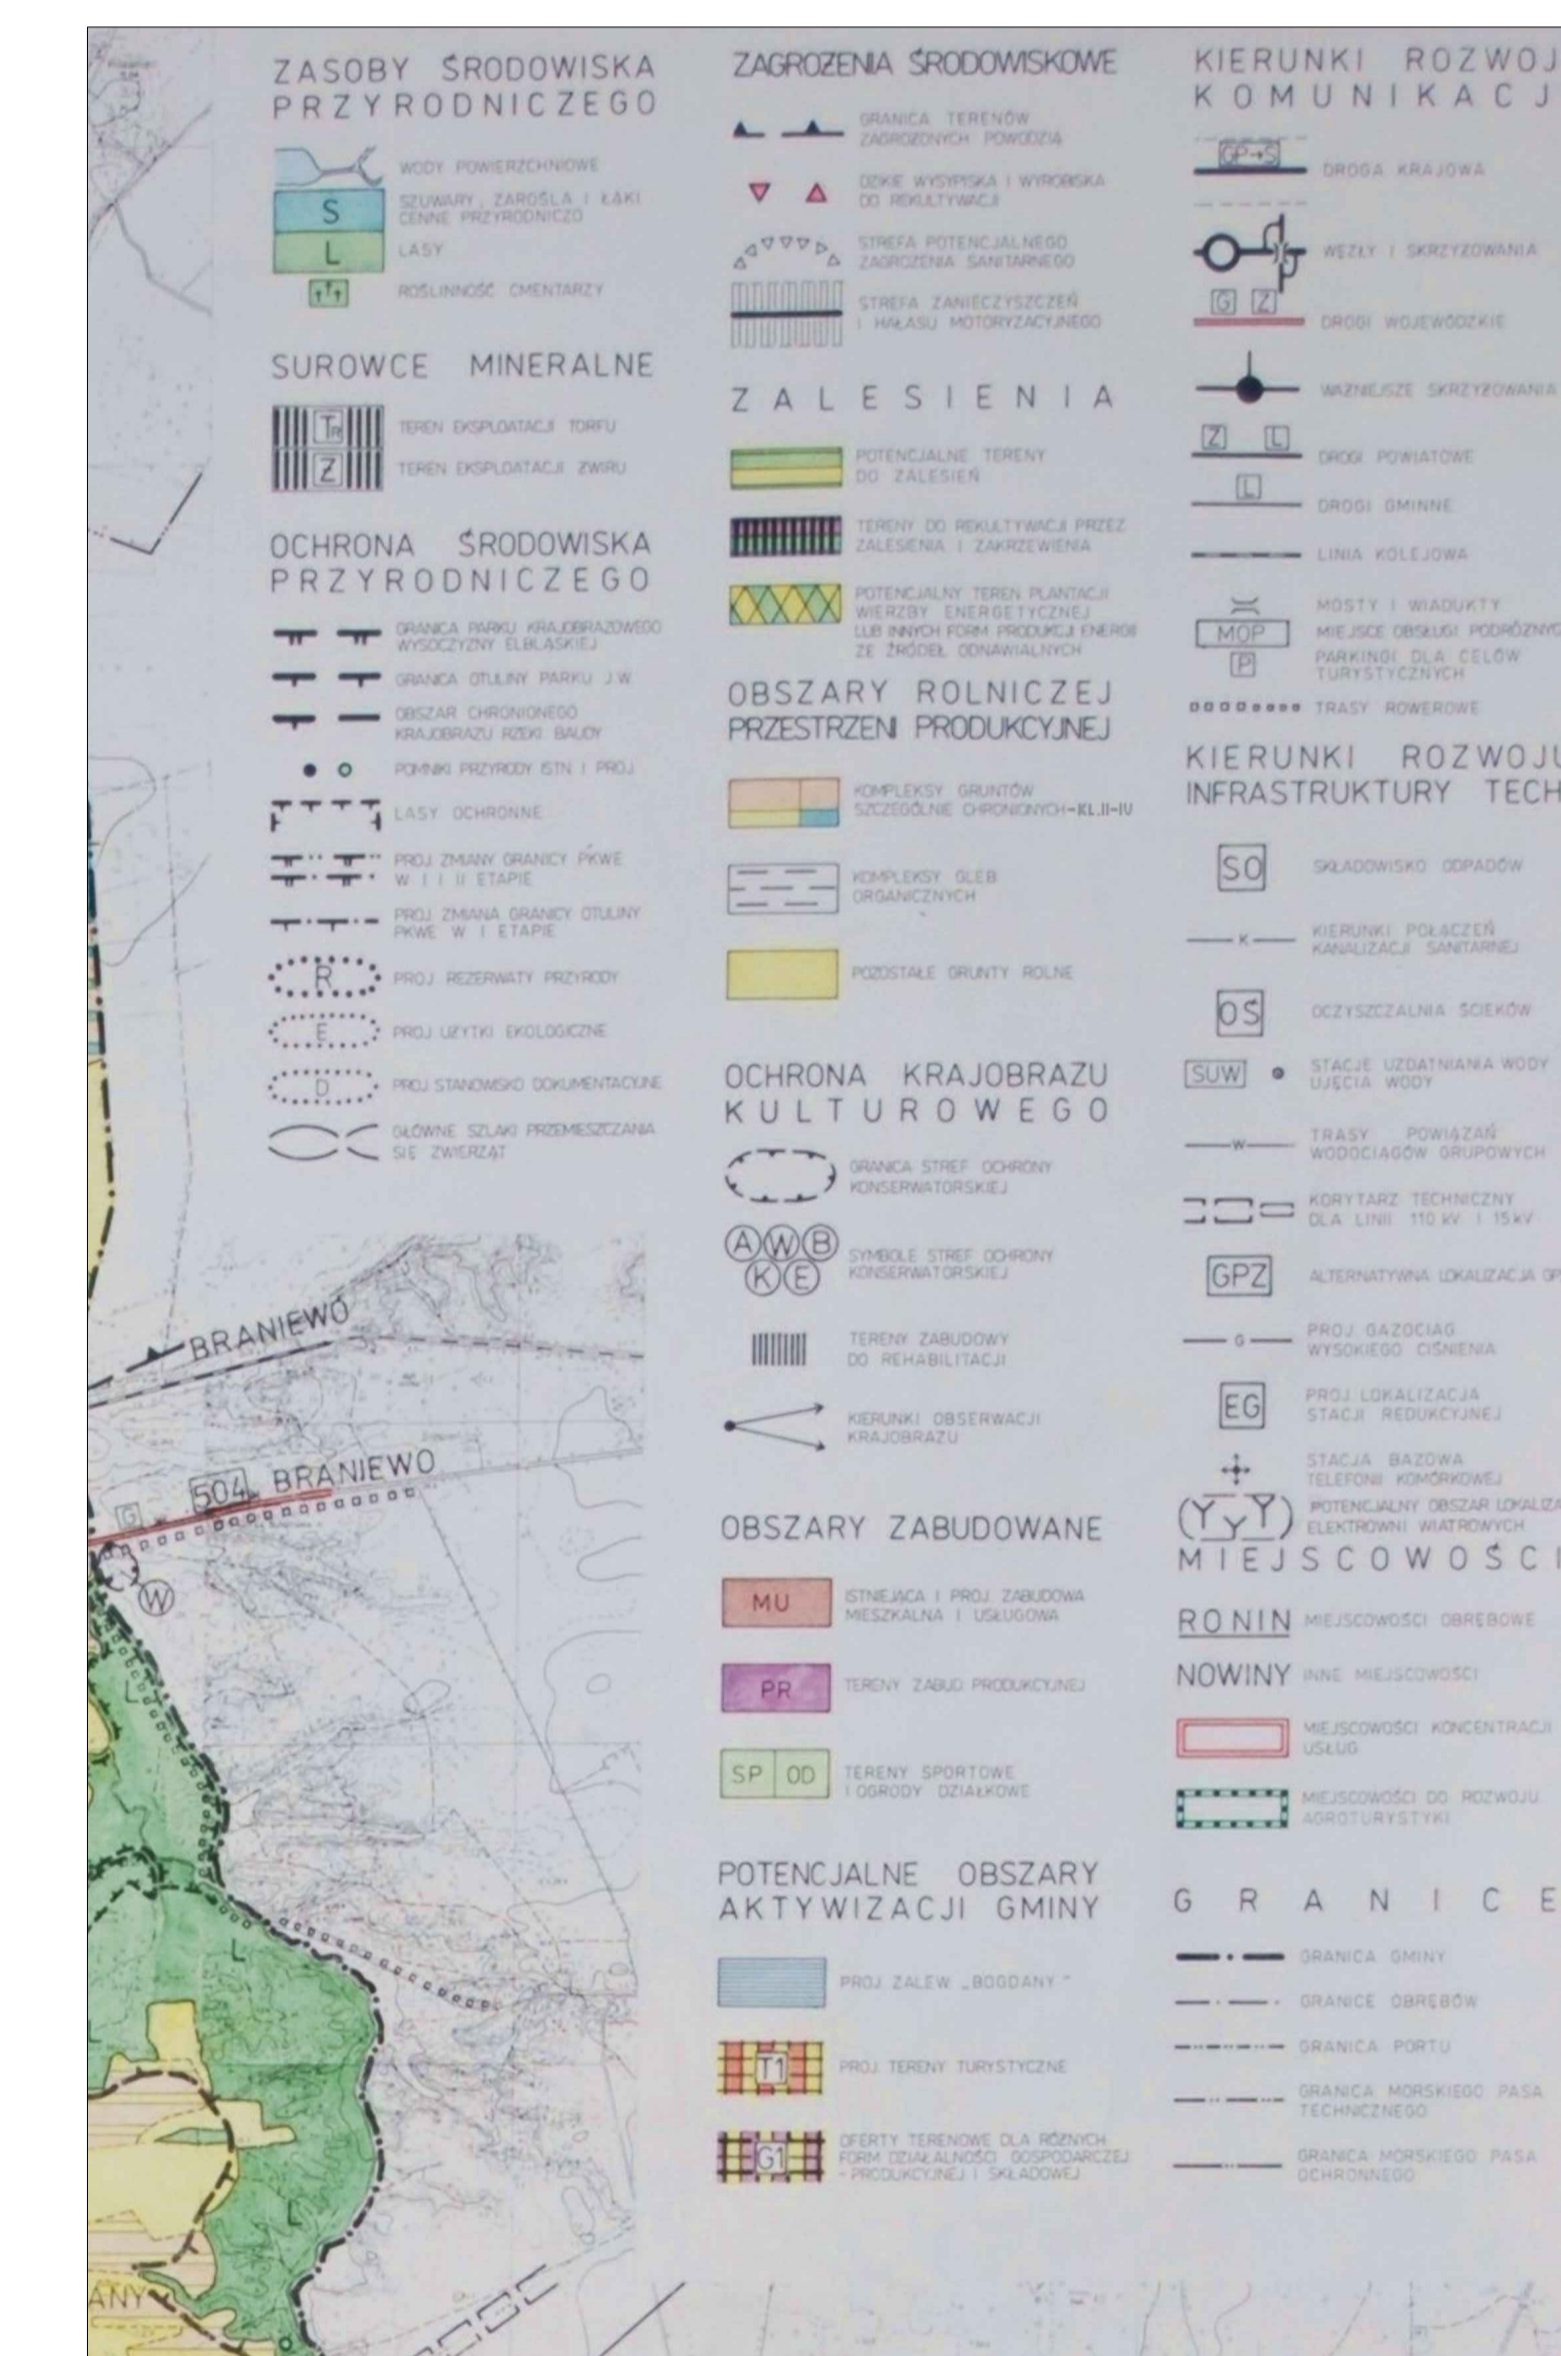 ZASOBY ŚRODOWISKA
PRZYRODNICZEGO
WODY POWIERZCHNIOWE
S
SZUWARY, ZAROŚLA I ŁĄKI
CENNE PRZYRODNICZO
L
LASY
ROŚLINNOŚĆ CMENTARZY
SUROWCE MINERALNE
TR
TEREN EKSPLOATACJI TORFU
Ż
TEREN EKSPLOATACJI ŻWIRU
OCHRONA ŚRODOWISKA
PRZYRODNICZEGO
GRANICA PARKU KRAJOBRAZOWEGO
WYSOCZYZNY ELBLĄSKIEJ
GRANICA OTULINY PARKU J.W.
OBSZAR CHRONIONEGO
KRAJOBRAZU RZEKI BAUDY
POMNIKI PRZYRODY ISTN I PROJ.
LASY OCHRONNE
PROJ ZMIANY GRANICY PKWE
W I I II ETAPIE
PROJ ZMIANA GRANICY OTULINY
PKWE W I ETAPIE
R
PROJ REZERWATY PRZYRODY
E
PROJ. UŻYTKI EKOLOGICZNE
D
PROJ STANOWISKO DOKUMENTACYJNE
GŁÓWNE SZLAKI PRZEMIESZCZANIA
SIĘ ZWIERZĄT
BRANIEWO
504 BRANIEWO
G
W
L
L
L
L
ANY
ZAGROŻENIA ŚRODOWISKOWE
GRANICA TERENÓW
ZAGROŻONYCH POWODZIĄ
DZIKIE WYSYPISKA I WYROBISKA
DO REKULTYWACJI
STREFA POTENCJALNEGO
ZAGROŻENIA SANITARNEGO
STREFA ZANIECZYSZCZEŃ
I HAŁASU MOTORYZACYJNEGO
ZALESIENIA
POTENCJALNE TERENY
DO ZALESIEŃ
TERENY DO REKULTYWACJI PRZEZ
ZALESIENIA I ZAKRZEWIENIA
POTENCJALNY TEREN PLANTACJI
WIERZBY ENERGETYCZNEJ
LUB INNYCH FORM PRODUKCJI ENERGII
ZE ŹRÓDEŁ ODNAWIALNYCH
OBSZARY ROLNICZEJ
PRZESTRZENI PRODUKCYJNEJ
KOMPLEKSY GRUNTÓW
SZCZEGÓLNIE CHRONIONYCH-KL.II-IV
KOMPLEKSY GLEB
ORGANICZNYCH
POZOSTAŁE GRUNTY ROLNE
OCHRONA KRAJOBRAZU
KULTUROWEGO
GRANICA STREF OCHRONY
KONSERWATORSKIEJ
A W B
K E
SYMBOLE STREF OCHRONY
KONSERWATORSKIEJ
TERENY ZABUDOWY
DO REHABILITACJI
KIERUNKI OBSERWACJI
KRAJOBRAZU
OBSZARY ZABUDOWANE
MU
ISTNIEJĄCA I PROJ. ZABUDOWA
MIESZKALNA I USŁUGOWA
PR
TERENY ZABUD PRODUKCYJNEJ
SP OD
TERENY SPORTOWE
I OGRODY DZIAŁKOWE
POTENCJALNE OBSZARY
AKTYWIZACJI GMINY
PROJ ZALEW „BOGDANY"
T1
PROJ TERENY TURYSTYCZNE
G1
OFERTY TERENOWE DLA RÓŻNYCH
FORM DZIAŁALNOŚCI GOSPODARCZEJ
- PRODUKCYJNEJ I SKŁADOWEJ
KIERUNKI ROZWOJ
KOMUNIKACJ
GP→S
DROGA KRAJOWA
WĘZŁY I SKRZYŻOWANIA
G Z
DROGI WOJEWÓDZKIE
WAŻNIEJSZE SKRZYŻOWANIA
Z L
DROGI POWIATOWE
L
DROGI GMINNE
LINIA KOLEJOWA
MOSTY I WIADUKTY
MOP
MIEJSCE OBSŁUGI PODRÓŻNYC
P
PARKINGI DLA CELÓW
TURYSTYCZNYCH
TRASY ROWEROWE
KIERUNKI ROZWOJU
INFRASTRUKTURY TECH
SO
SKŁADOWISKO ODPADÓW
K
KIERUNKI POŁĄCZEŃ
KANALIZACJI SANITARNEJ
OŚ
OCZYSZCZALNIA ŚCIEKÓW
SUW
STACJE UZDATNIANIA WODY
UJĘCIA WODY
W
TRASY POWIĄZAŃ
WODOCIĄGÓW GRUPOWYCH
KORYTARZ TECHNICZNY
DLA LINII 110 kV I 15 kV
GPZ
ALTERNATYWNA LOKALIZACJA GP
G
PROJ. GAZOCIĄG
WYSOKIEGO CIŚNIENIA
EG
PROJ LOKALIZACJA
STACJI REDUKCYJNEJ
STACJA BAZOWA
TELEFONII KOMÓRKOWEJ
POTENCJALNY OBSZAR LOKALIZA
ELEKTROWNI WIATROWYCH
MIEJSCOWOŚCI
RONIN
MIEJSCOWOŚCI OBRĘBOWE
NOWINY
INNE MIEJSCOWOŚCI
MIEJSCOWOŚCI KONCENTRACJI
USŁUG
MIEJSCOWOŚCI DO ROZWOJU
AGROTURYSTYKI
GRANICE
GRANICA GMINY
GRANICE OBRĘBÓW
GRANICA PORTU
GRANICA MORSKIEGO PASA
TECHNICZNEGO
GRANICA MORSKIEGO PASA
OCHRONNEGO